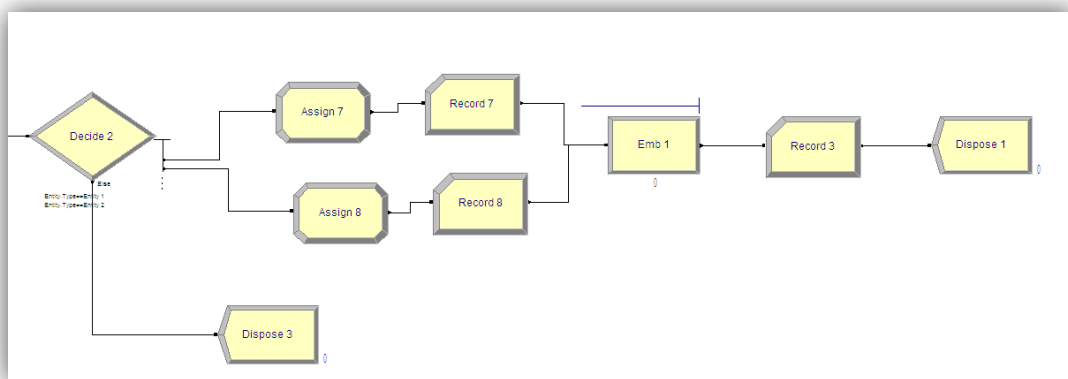 Decide 2
Else
Entity.Type==Entity 1
Entity.Type==Entity 2
Assign 7
Record 7
Assign 8
Record 8
Emb 1
0
Record 3
Dispose 1
0
Dispose 3
0